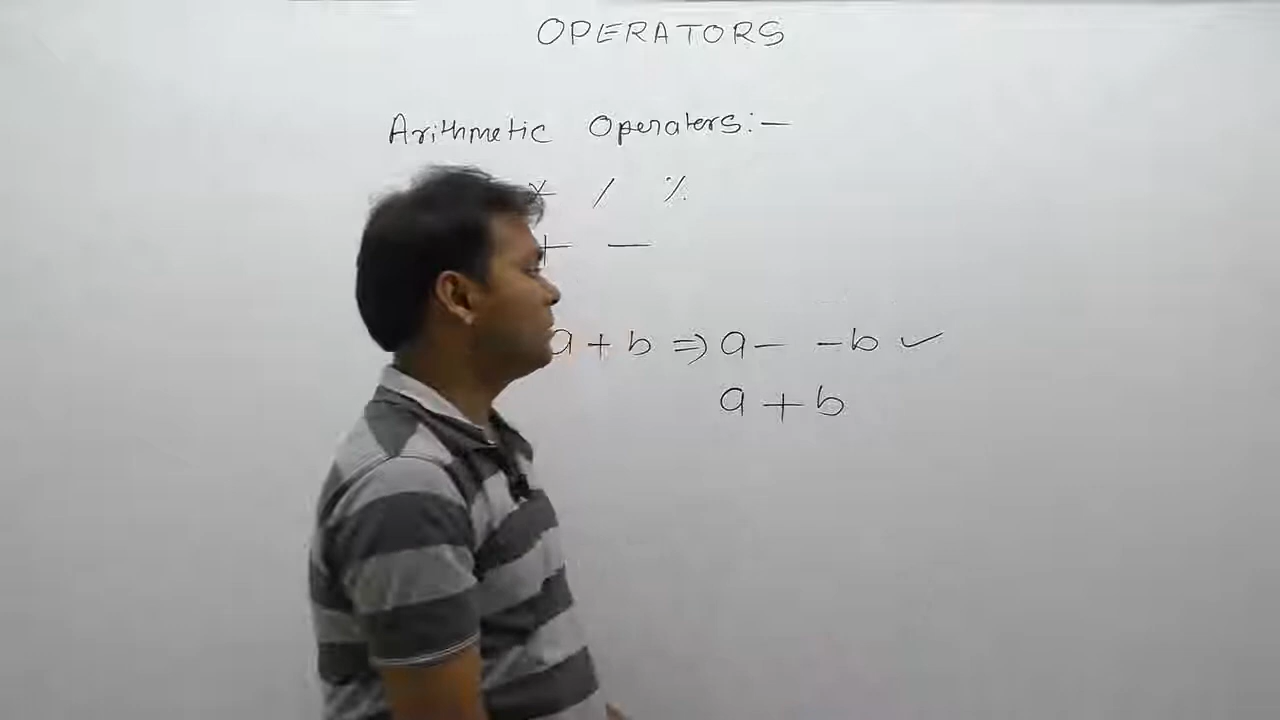 OPERATORS
Arithmetic Operators:—
* / %
+ —
a + b ⇒ a — - b ✓
a + b